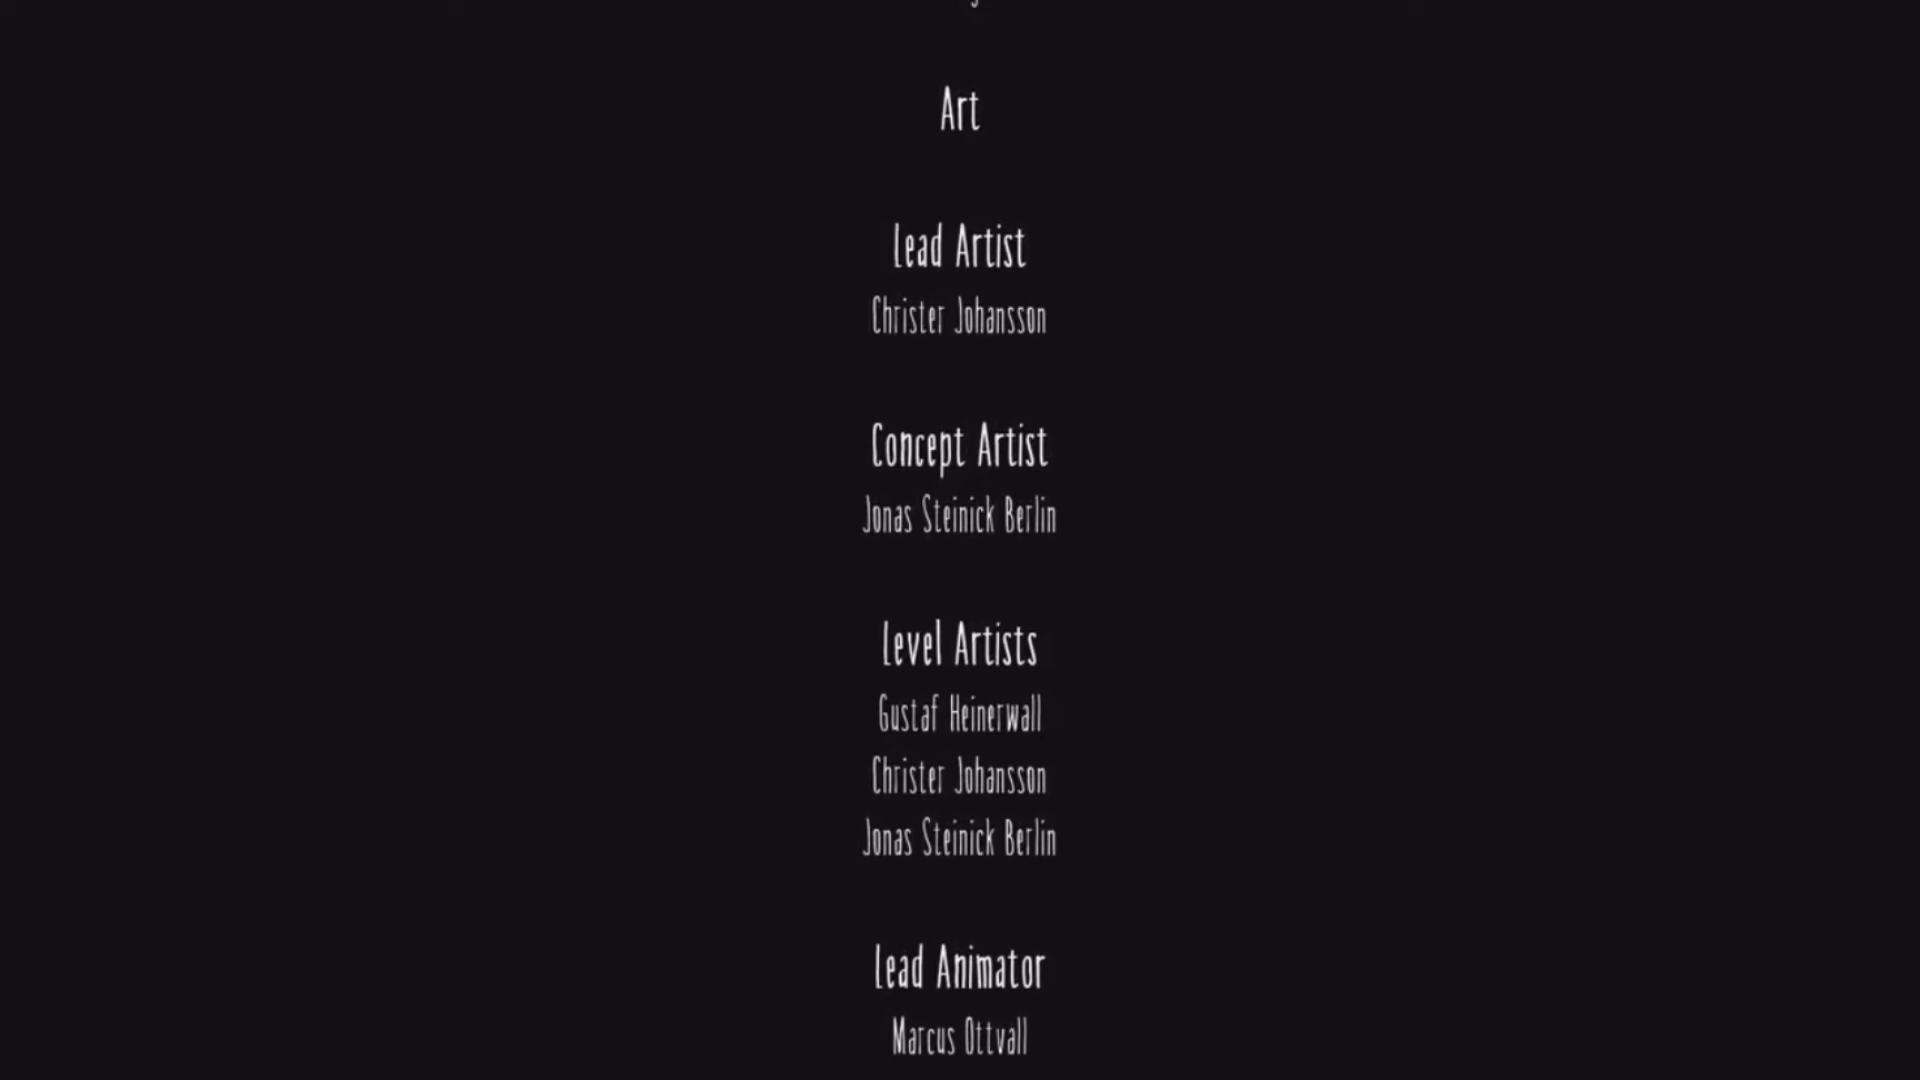 Art
Lead Artist
Christer Johansson
Concept Artist
Jonas Steinick Berlin
Level Artists
Gustaf Heinerwall
Christer Johansson
Jonas Steinick Berlin
Lead Animator
Marcus Ottvall